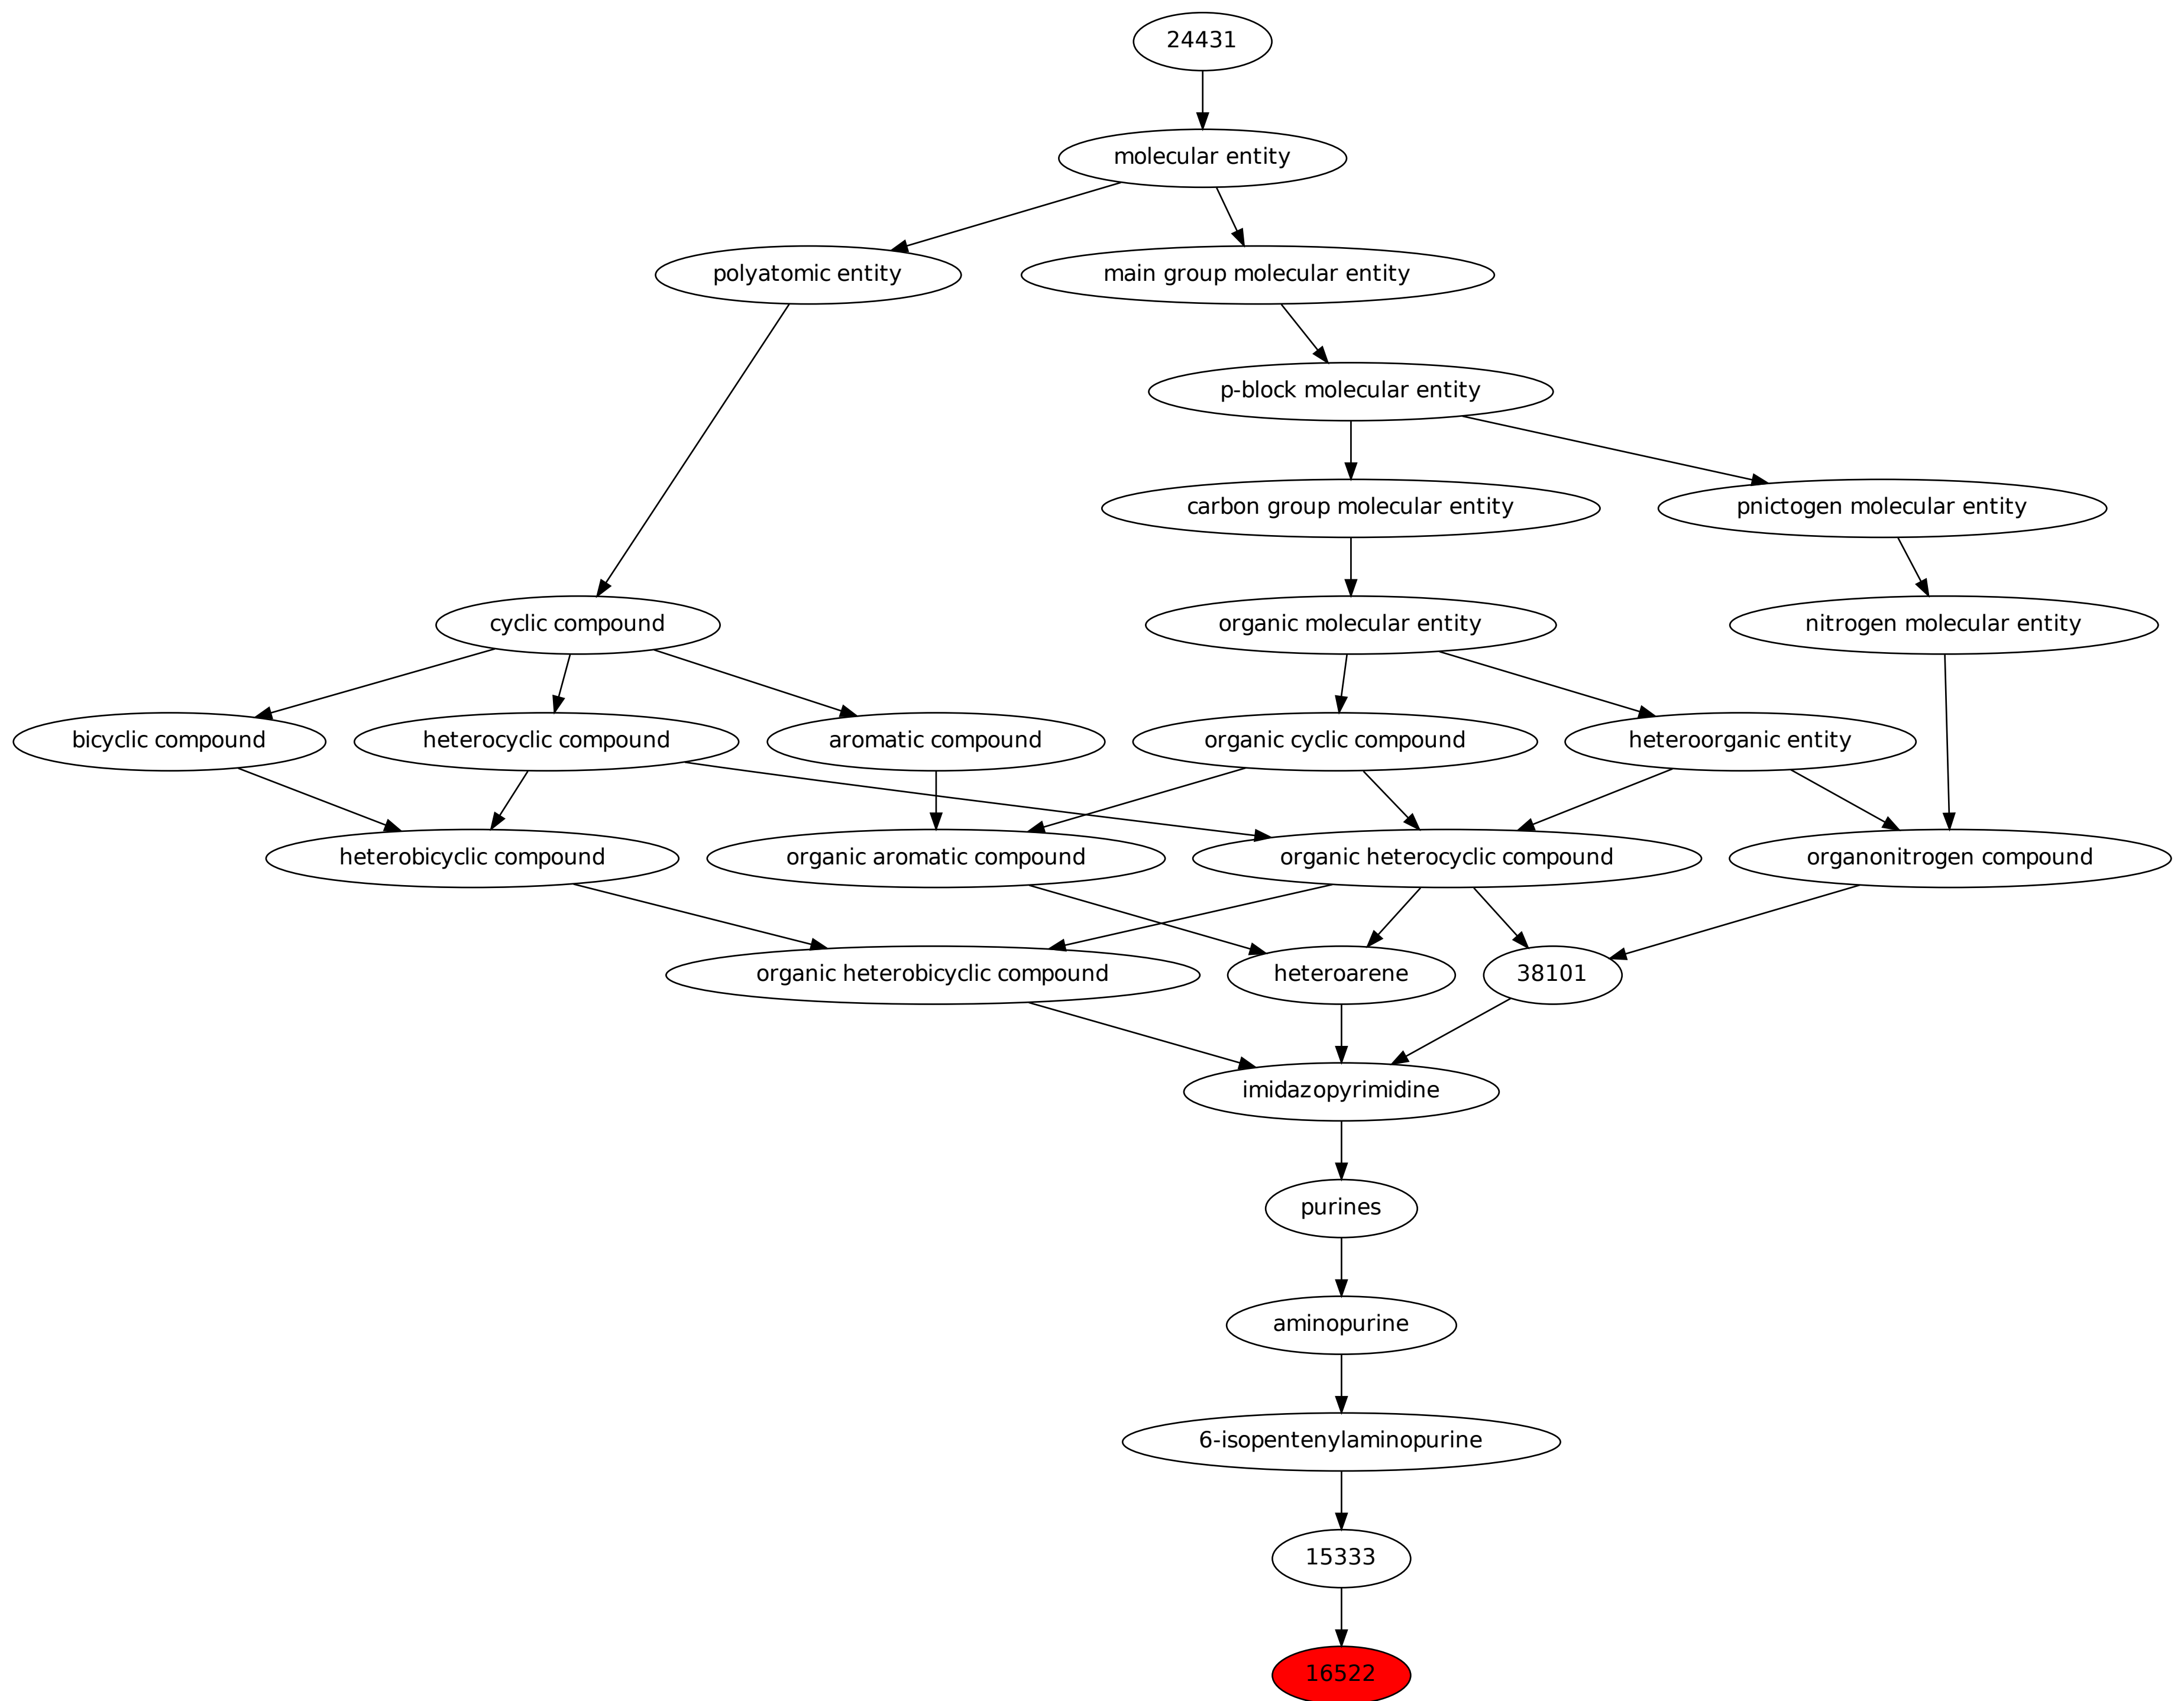 24431
molecular entity
polyatomic entity
main group molecular entity
p-block molecular entity
carbon group molecular entity
pnictogen molecular entity
cyclic compound
organic molecular entity
nitrogen molecular entity
bicyclic compound
heterocyclic compound
aromatic compound
organic cyclic compound
heteroorganic entity
heterobicyclic compound
organic aromatic compound
organic heterocyclic compound
organonitrogen compound
organic heterobicyclic compound
heteroarene
38101
imidazopyrimidine
purines
aminopurine
6-isopentenylaminopurine
15333
16522